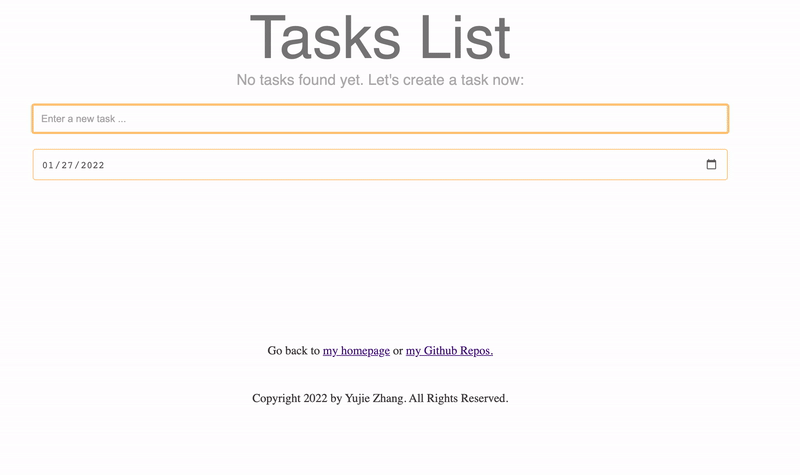 Tasks List
No tasks found yet. Let's create a task now:
Enter a new task ...
01/27/2022
Go back to my homepage or my Github Repos.
Copyright 2022 by Yujie Zhang. All Rights Reserved.